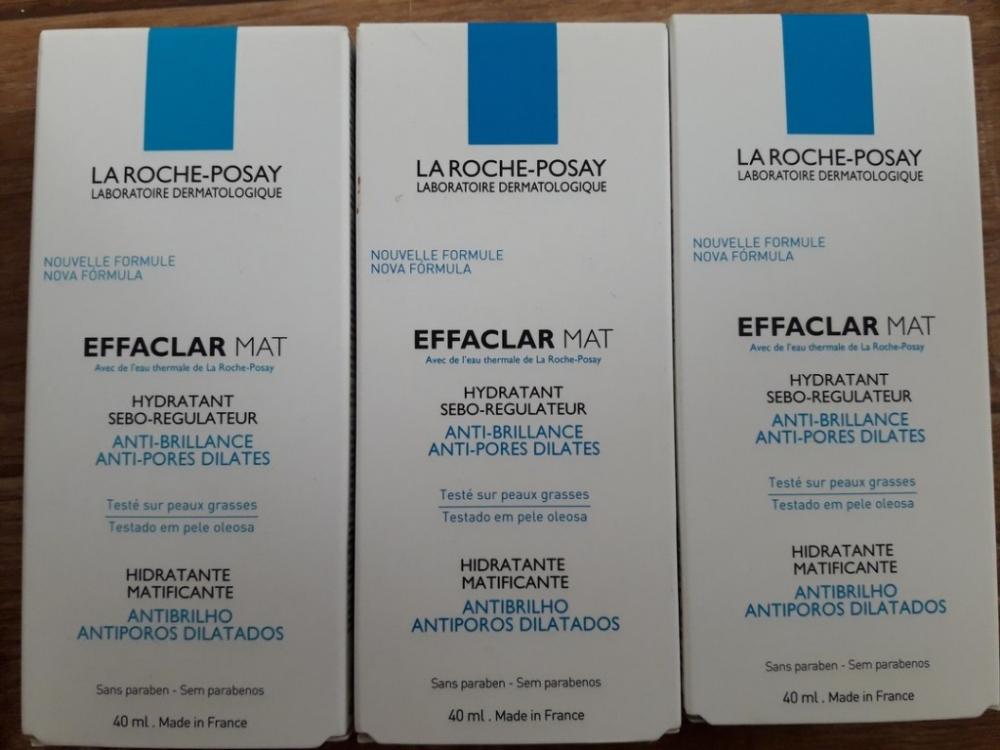 LA ROCHE-POSAY
LABORATOIRE DERMATOLOGIQUE
NOUVELLE FORMULE
NOVA FÓRMULA
EFFACLAR MAT
Avec de l'eau thermale de La Roche-Posay
HYDRATANT
SEBO-REGULATEUR
ANTI-BRILLANCE
ANTI-PORES DILATES
Testé sur peaux grasses
Testado em pele oleosa
HIDRATANTE
MATIFICANTE
ANTIBRILHO
ANTIPOROS DILATADOS
Sans paraben - Sem parabenos
40 ml . Made in France
LA ROCHE-POSAY
LABORATOIRE DERMATOLOGIQUE
NOUVELLE FORMULE
NOVA FÓRMULA
EFFACLAR MAT
Avec de l'eau thermale de La Roche-Posay
HYDRATANT
SEBO-REGULATEUR
ANTI-BRILLANCE
ANTI-PORES DILATES
Testé sur peaux grasses
Testado em pele oleosa
HIDRATANTE
MATIFICANTE
ANTIBRILHO
ANTIPOROS DILATADOS
Sans paraben - Sem parabenos
40 ml . Made in France
LA ROCHE-POSAY
LABORATOIRE DERMATOLOGIQUE
NOUVELLE FORMULE
NOVA FÓRMULA
EFFACLAR MAT
Avec de l'eau thermale de La Roche-Posay
HYDRATANT
SEBO-REGULATEUR
ANTI-BRILLANCE
ANTI-PORES DILATES
Testé sur peaux grasses
Testado em pele oleosa
HIDRATANTE
MATIFICANTE
ANTIBRILHO
ANTIPOROS DILATADOS
Sans paraben - Sem parabenos
40 ml . Made in France